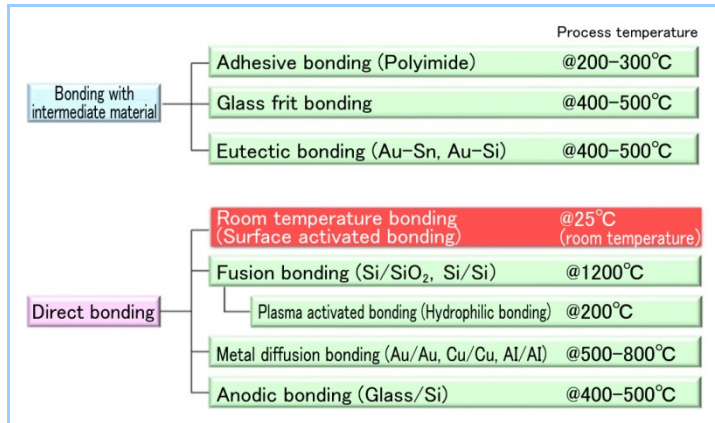 Process temperature
Bonding with
intermediate material
Adhesive bonding (Polyimide) @200-300℃
Glass frit bonding @400-500℃
Eutectic bonding (Au-Sn, Au-Si) @400-500℃
Direct bonding
Room temperature bonding @25℃
(Surface activated bonding) (room temperature)
Fusion bonding (Si/SiO₂, Si/Si) @1200℃
Plasma activated bonding (Hydrophilic bonding) @200℃
Metal diffusion bonding (Au/Au, Cu/Cu, AI/AI) @500-800℃
Anodic bonding (Glass/Si) @400-500℃